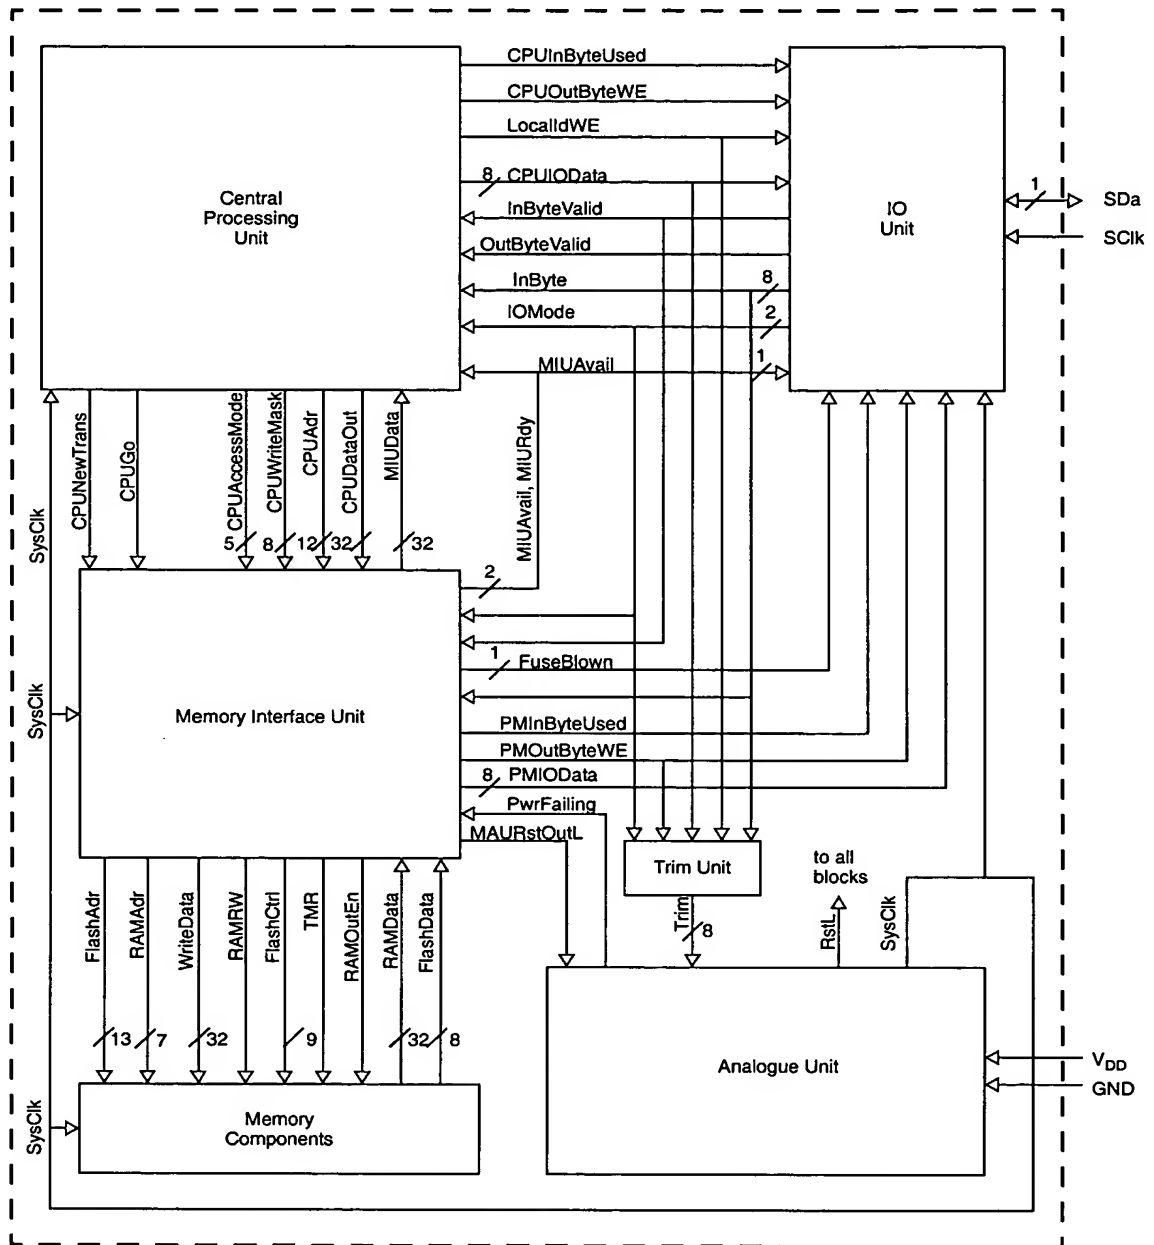 CPUInByteUsed
CPUOutByteWE
LocalIdWE
8
CPUIOData
InByteValid
OutByteValid
InByte
8
IOMode
2
MIUAvail
1
Central
Processing
Unit
IO
Unit
1
SDa
SClk
SysClk
CPUNewTrans
CPUGo
CPUAccessMode
5
CPUWriteMask
8
CPUAdr
12
CPUDataOut
32
MIUData
32
MIUAvail, MIURdy
2
1
FuseBlown
SysClk
Memory Interface Unit
PMInByteUsed
PMOutByteWE
8
PMIOData
PwrFailing
MAURstOutL
Trim Unit
to all
blocks
FlashAdr
13
RAMAdr
7
WriteData
32
RAMRW
FlashCtrl
9
TMR
RAMOutEn
RAMData
32
FlashData
8
Trim
8
RstL
SysClk
Analogue Unit
VDD
GND
SysClk
Memory
Components